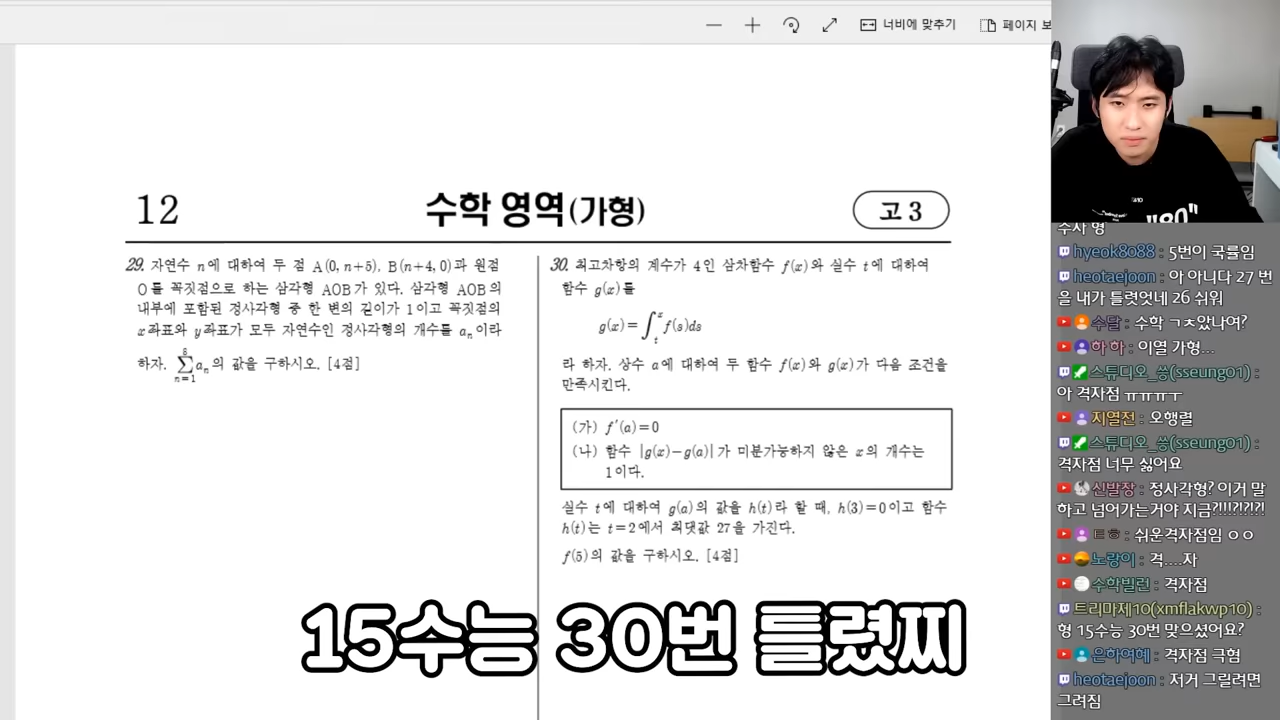 너비에 맞추기
페이지 보
12
수학 영역(가형)
고 3
29. 자연수 n에 대하여 두 점 A(0, n+5), B(n+4, 0)과 원점
O를 꼭짓점으로 하는 삼각형 AOB가 있다. 삼각형 AOB의
내부에 포함된 정사각형 중 한 변의 길이가 1이고 꼭짓점의
x좌표와 y좌표가 모두 자연수인 정사각형의 개수를 aₙ이라
하자. ∑_{n=1}^{8} aₙ의 값을 구하시오. [4점]
30. 최고차항의 계수가 4인 삼차함수 f(x)와 실수 t에 대하여
함수 g(x)를
g(x)=∫_{t}^{x} f(s)ds
라 하자. 상수 a에 대하여 두 함수 f(x)와 g(x)가 다음 조건을
만족시킨다.
(가) f′(a)=0
(나) 함수 |g(x)−g(a)|가 미분가능하지 않은 x의 개수는
1이다.
실수 t에 대하여 g(a)의 값을 h(t)라 할 때, h(3)=0이고 함수
h(t)는 t=2에서 최댓값 27을 가진다.
f(5)의 값을 구하시오. [4점]
15수능 30번 틀렸찌
"80"
수사 형
hyeok8088 : 5번이 국룰임
heotaejoon : 아 아니다 27 번
을 내가 틀렷엇네 26 쉬워
수달 : 수학 ㄱㅊ았나여?
하 하 : 이열 가형...
스튜디오_쓩(sseung01) :
아 격자점 ㅠㅠㅠㅜ
지열전 : 오행렬
스튜디오_쓩(sseung01) :
격자점 너무 싫어요
신발장 : 정사각형? 이거 말
하고 넘어가는거야 지금?!!!?!?!?!
ㅌㅎ : 쉬운격자점임 ㅇㅇ
노랑이 : 격....자
수학빌런 : 격자점
트리마제10(xmflakwp10) :
형 15수능 30번 맞으셨어요?
은하여헤 : 격자점 극혐
heotaejoon : 저거 그릴려면
그려짐